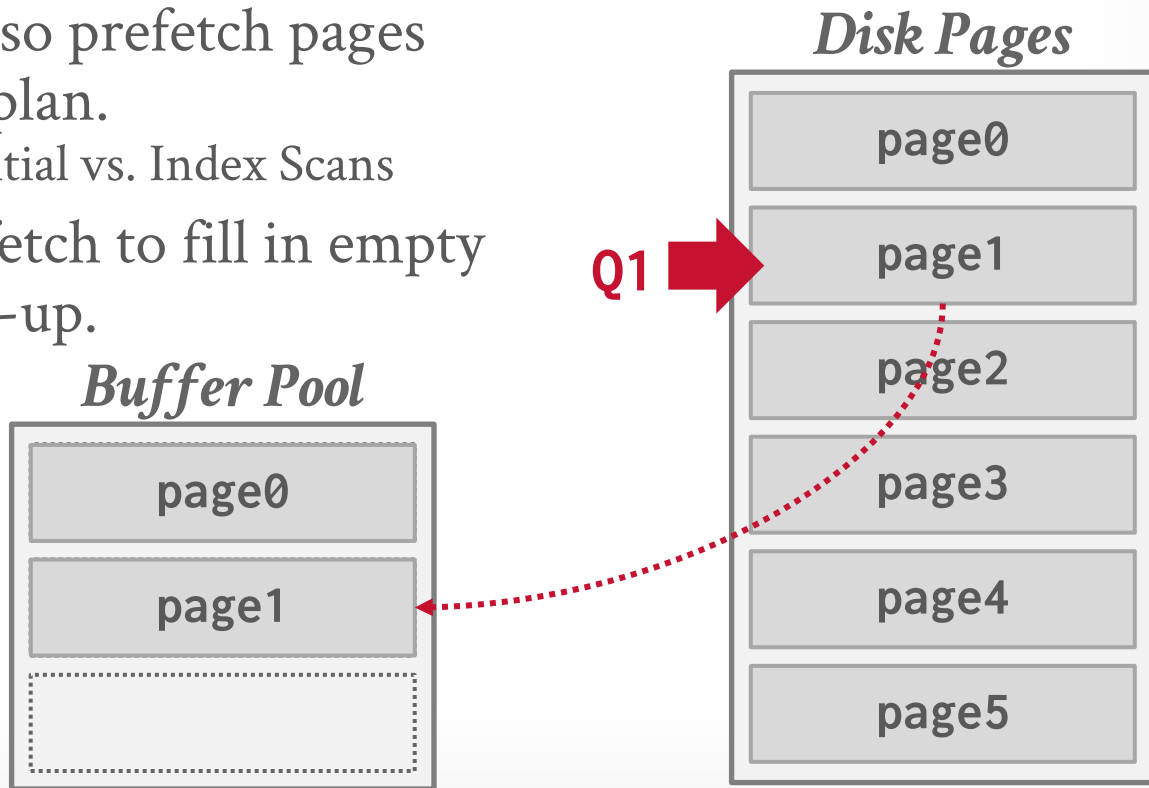 so prefetch pages
plan.
tial vs. Index Scans
fetch to fill in empty
-up.
Buffer Pool
page0
page1
Disk Pages
page0
Q1
page1
page2
page3
page4
page5